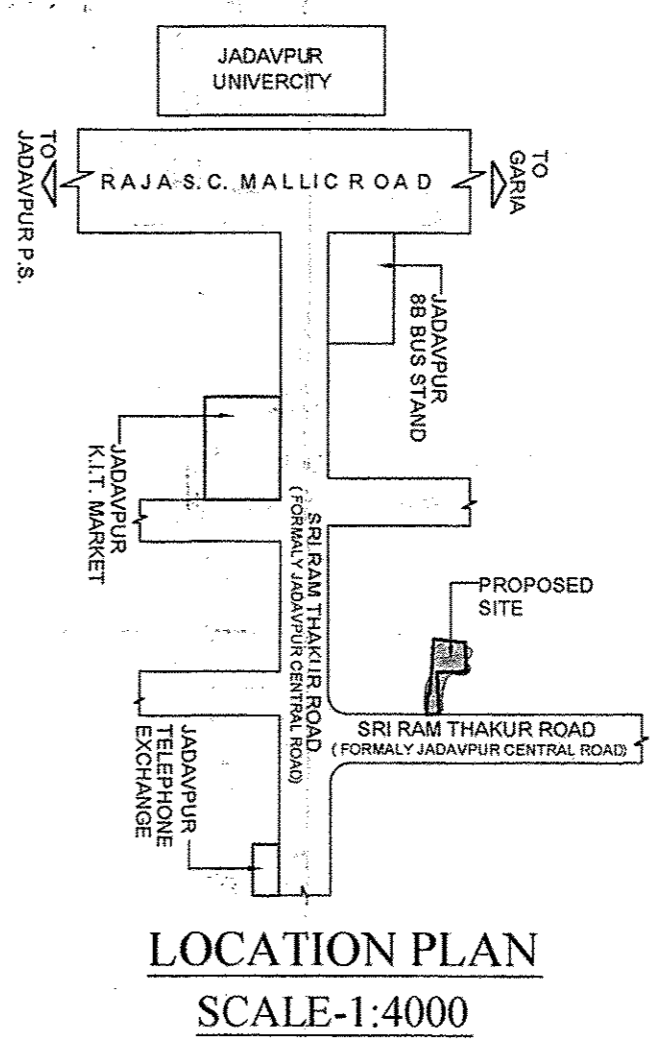 JADAVPUR
UNIVERCITY
TO
JADAVPUR P.S.
RAJA S.C. MALLIC ROAD
TO
GARIA
JADAVPUR
8B BUS STAND
JADAVPUR
K.I.T. MARKET
SRI RAM THAKUR ROAD
( FORMALY JADAVPUR CENTRAL ROAD)
PROPOSED
SITE
SRI RAM THAKUR ROAD
( FORMALY JADAVPUR CENTRAL ROAD)
JADAVPUR
TELEPHONE
EXCHANGE
LOCATION PLAN
SCALE-1:4000